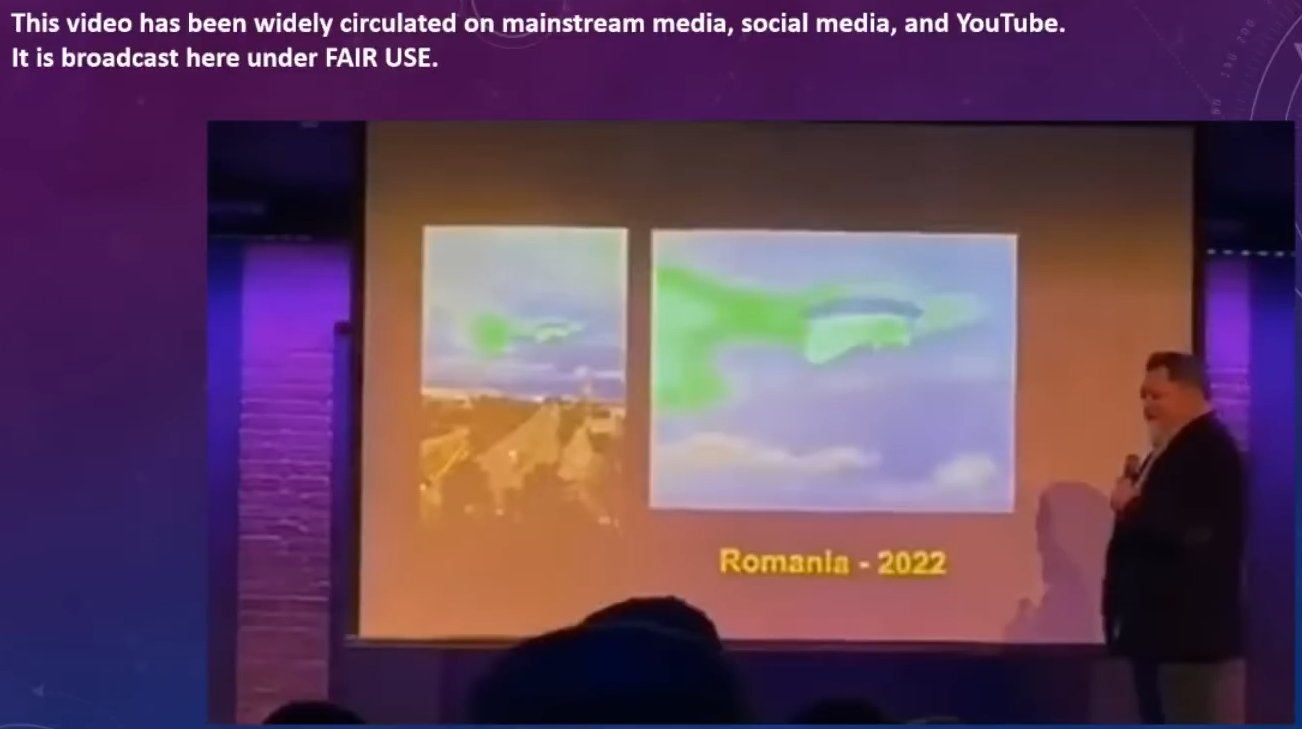 This video has been widely circulated on mainstream media, social media, and YouTube.
It is broadcast here under FAIR USE.
Romania - 2022